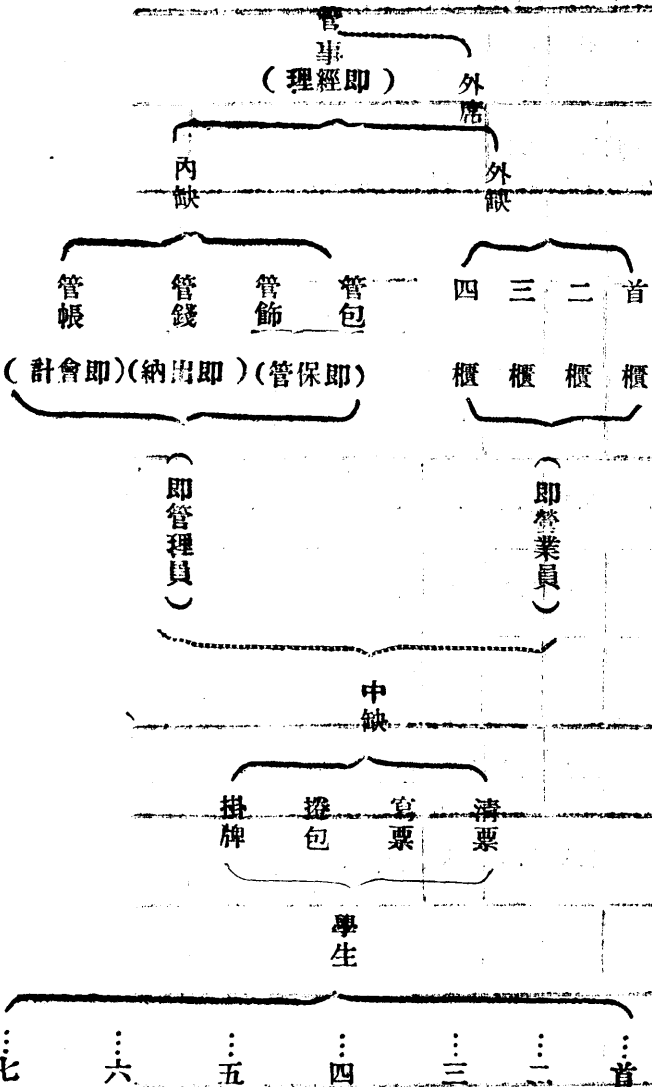 管事
(即經理)
外席
外缺
內缺
首櫃
二櫃
三櫃
四櫃
管包
管飾
管錢
管帳
(即保管)
(即出納)
(即會計)
(即營業員)
(即管理員)
中缺
清票
寫票
捲包
掛牌
學生
首…
二…
三…
四…
五…
六…
七…